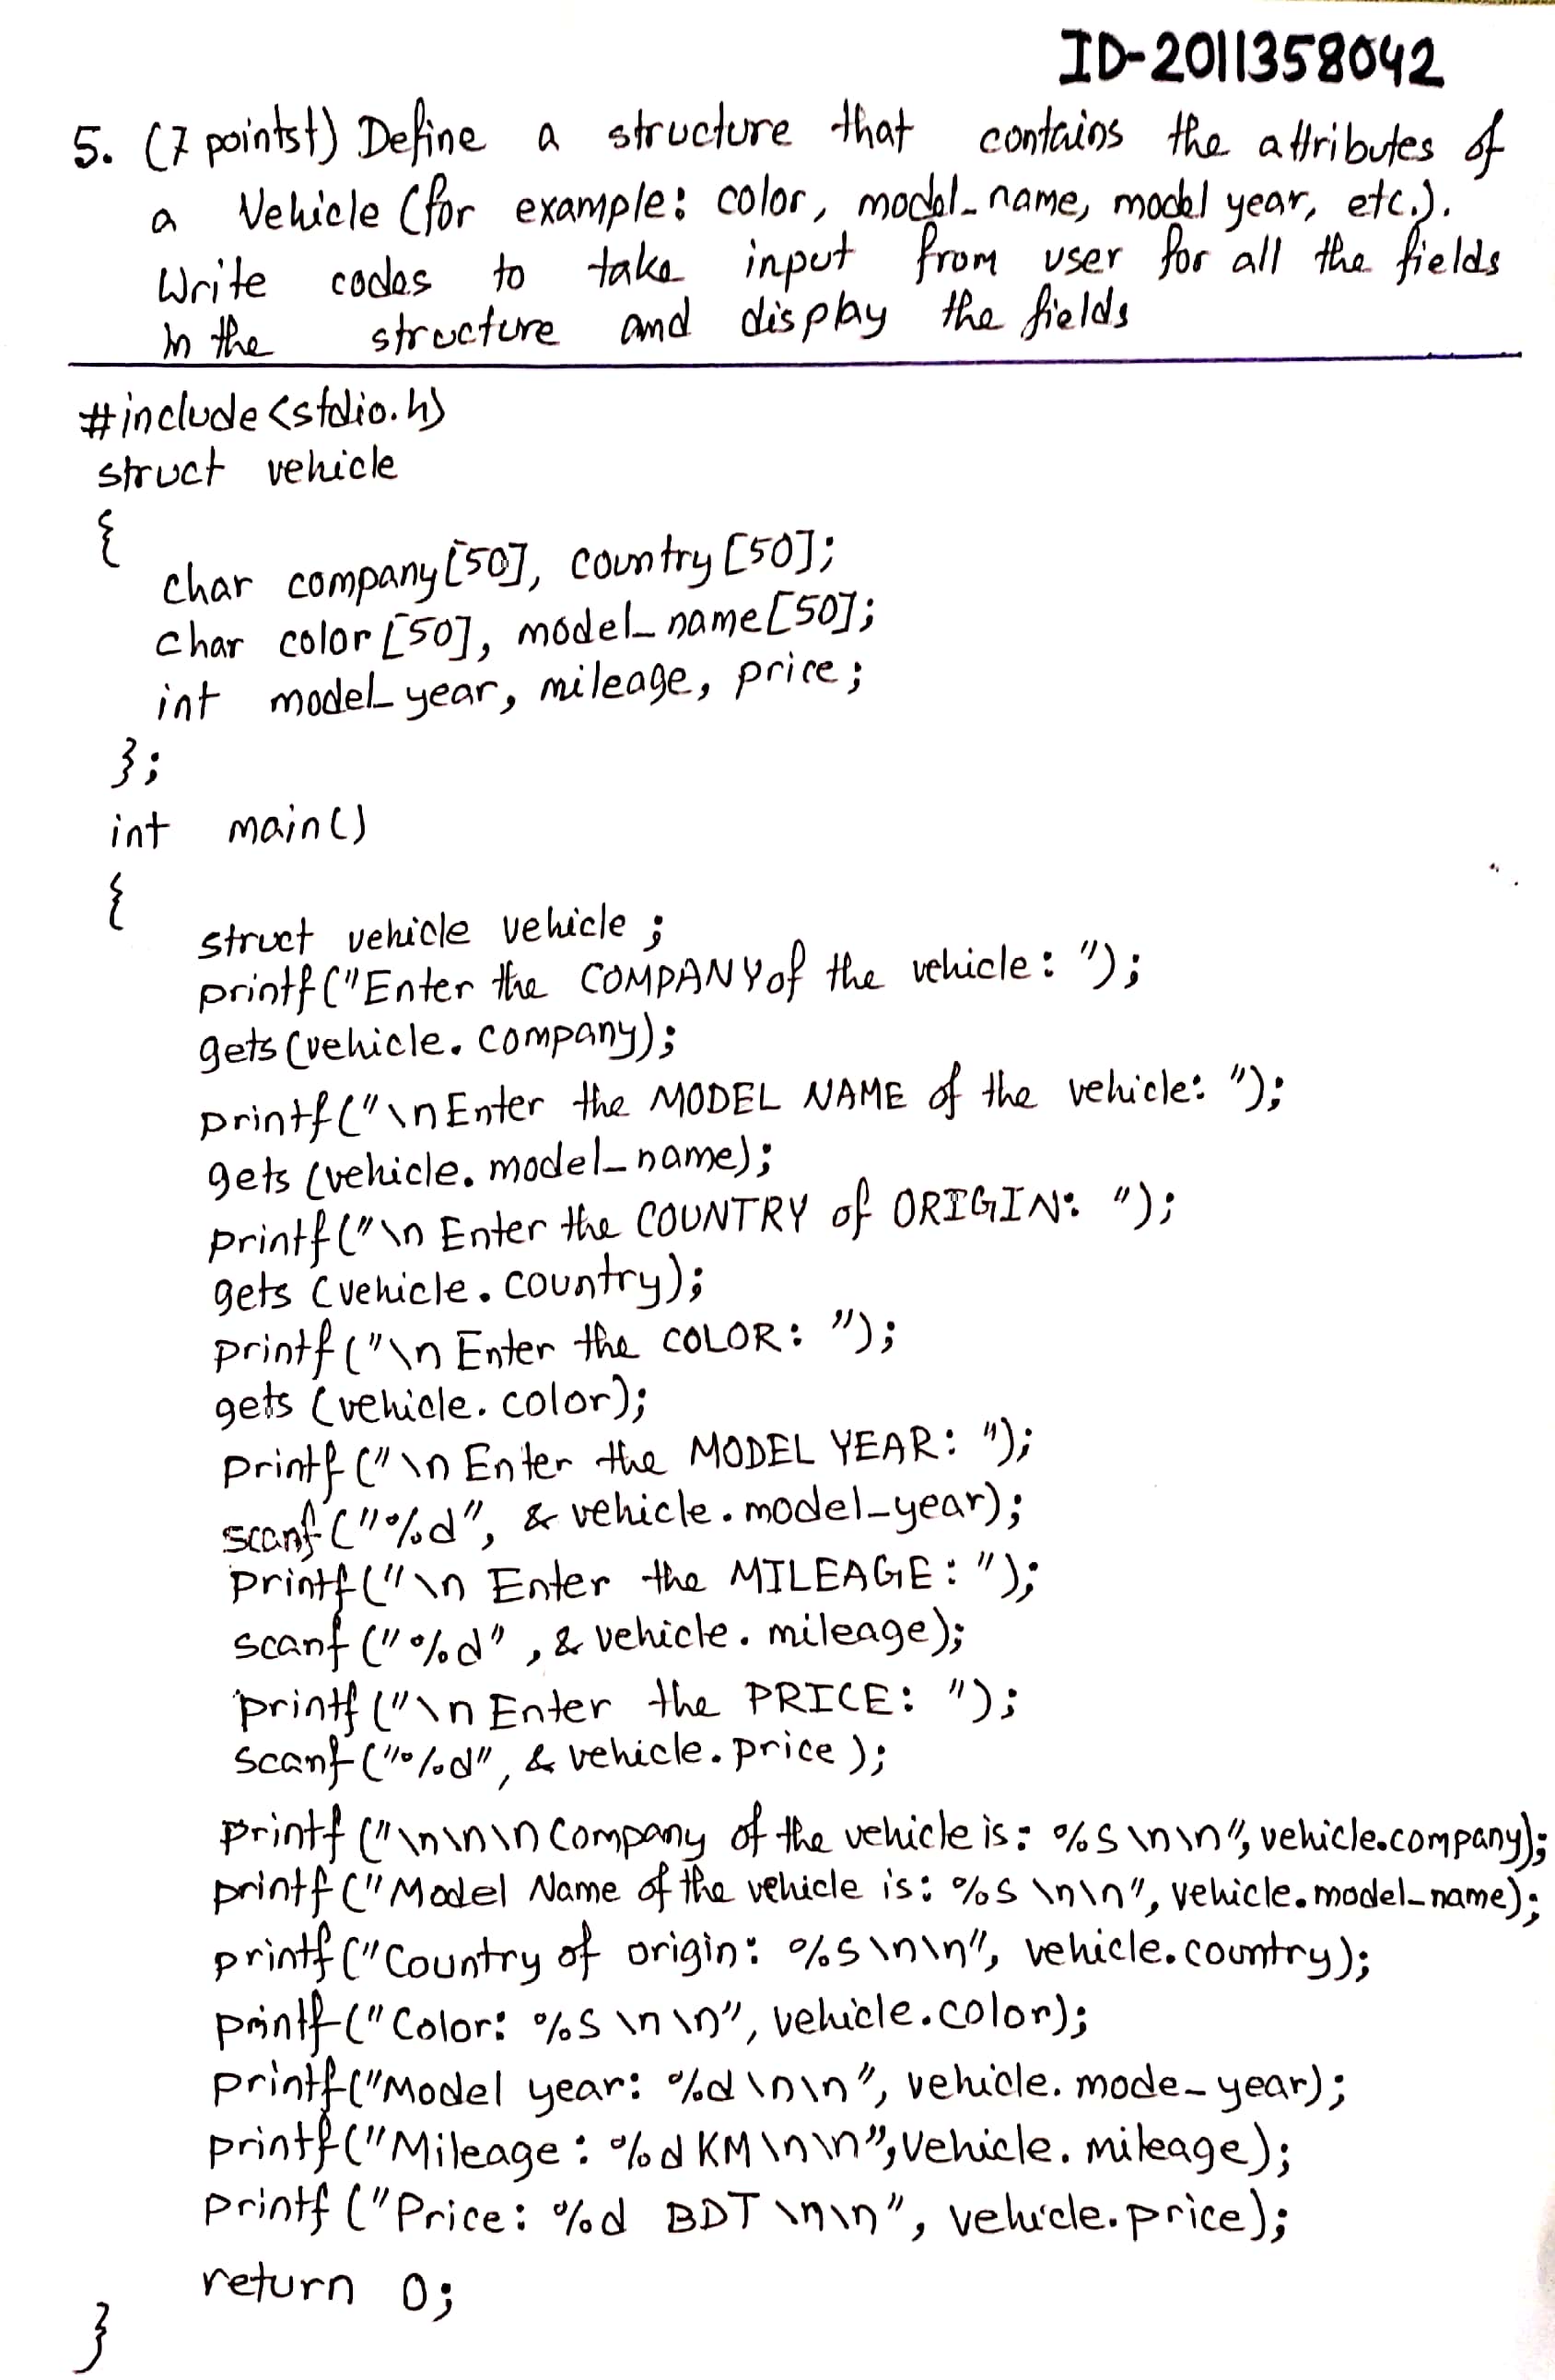 ID-2011358042
5. (7 pointst) Define a structure that contains the attributes of
a Vehicle (for example: color, model_name, model year, etc.).
Write codes to take input from user for all the fields
in the structure and display the fields
#include<stdio.h>
struct vehicle
{
char company[50], country[50];
char color[50], model_name[50];
int model_year, mileage, price;
};
int main()
{
struct vehicle vehicle;
printf("Enter the COMPANY of the vehicle: ");
gets(vehicle.company);
printf("\nEnter the MODEL NAME of the vehicle: ");
gets(vehicle.model_name);
printf("\n Enter the COUNTRY of ORIGIN: ");
gets (vehicle.country);
printf("\n Enter the COLOR: ");
gets (vehicle.color);
printf("\n Enter the MODEL YEAR: ");
scanf("%d", & vehicle.model_year);
printf("\n Enter the MILEAGE: ");
scanf("%d", & vehicle.mileage);
printf("\n Enter the PRICE: ");
scanf("%d", & vehicle.price);
printf("\n\n\n Company of the vehicle is: %s \n\n", vehicle.company);
printf("Model Name of the vehicle is: %s \n\n", vehicle.model_name);
printf("Country of origin: %s \n\n", vehicle.country);
printf("Color: %s \n\n", vehicle.color);
printf("Model year: %d \n\n", vehicle.mode_year);
printf("Mileage: %d KM \n\n", vehicle.mileage);
printf("Price: %d BDT \n\n", vehicle.price);
return 0;
}